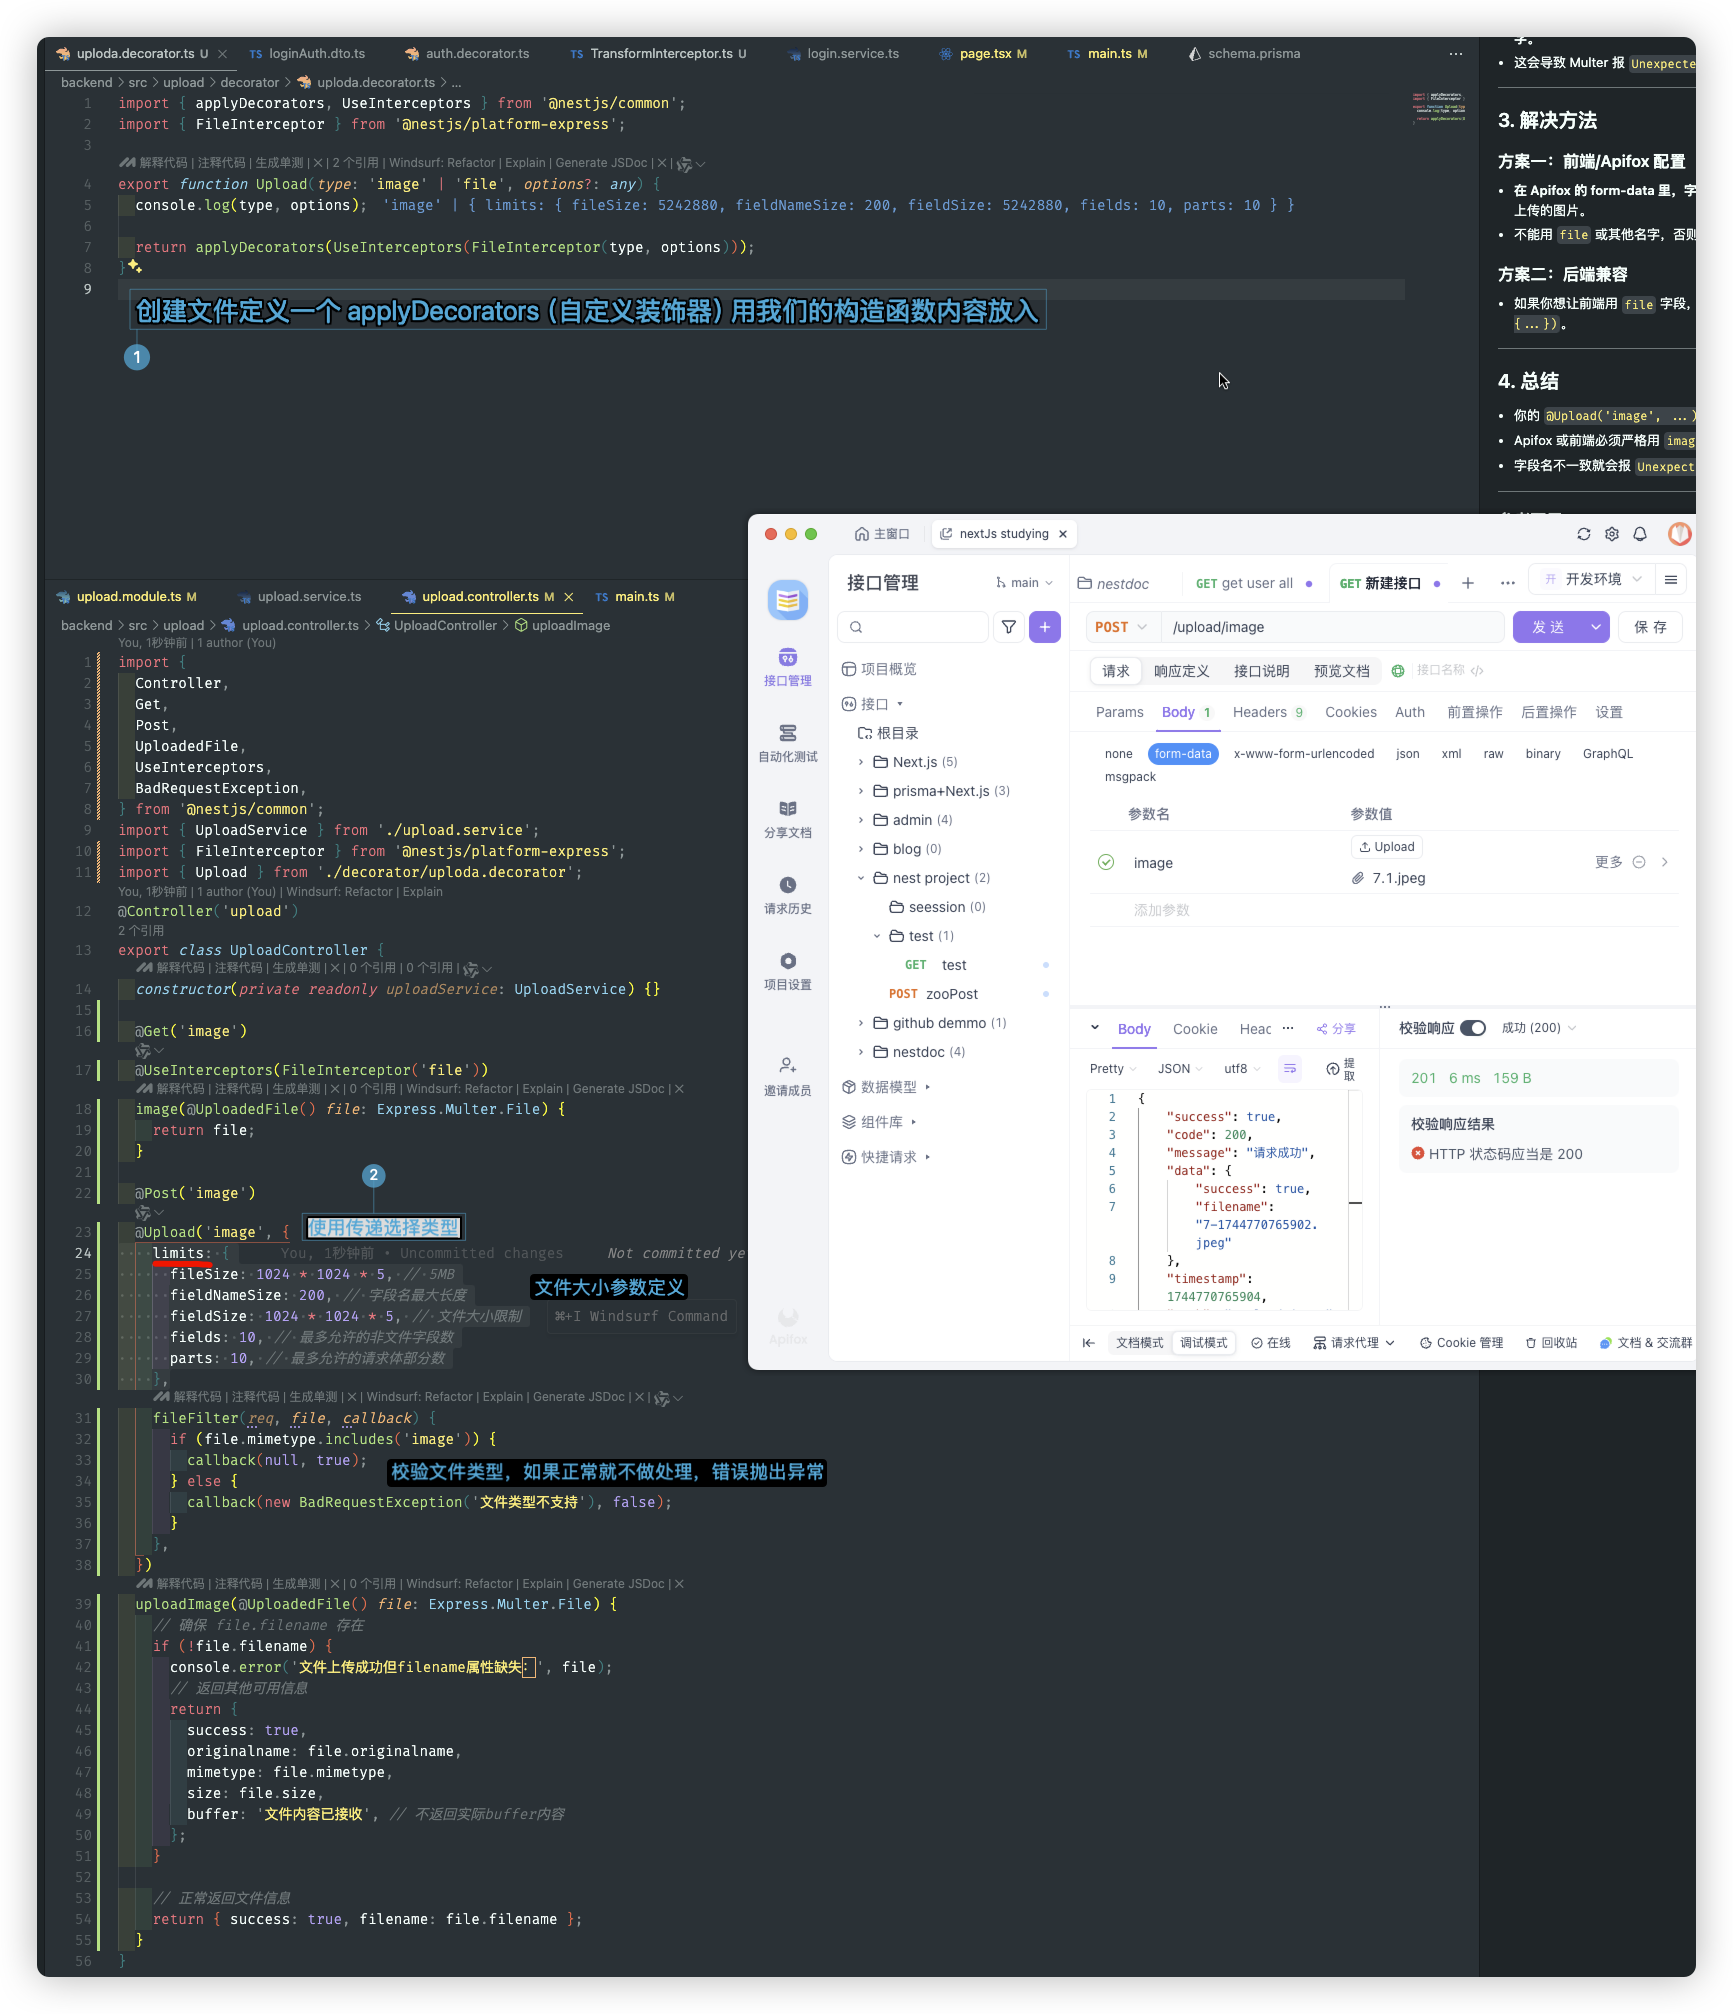 uploda.decorator.ts U
TS loginAuth.dto.ts
auth.decorator.ts
TS TransformInterceptor.ts U
login.service.ts
page.tsx M
TS main.ts M
schema.prisma
backend > src > upload > decorator > uploda.decorator.ts > ...
1 import { applyDecorators, UseInterceptors } from '@nestjs/common';
2 import { FileInterceptor } from '@nestjs/platform-express';
3
解释代码 | 注释代码 | 生成单测 | × | 2 个引用 | Windsurf: Refactor | Explain | Generate JSDoc | × |
4 export function Upload(type: 'image' | 'file', options?: any) {
5 console.log(type, options); 'image' | { limits: { fileSize: 5242880, fieldNameSize: 200, fieldSize: 5242880, fields: 10, parts: 10 } }
6
7 return applyDecorators(UseInterceptors(FileInterceptor(type, options)));
8 }
9
创建文件定义一个 applyDecorators（自定义装饰器）用我们的构造函数内容放入
1
这会导致 Multer 报 Unexpecte
3. 解决方法
方案一：前端/Apifox 配置
在 Apifox 的 form-data 里，字
上传的图片。
不能用 file 或其他名字，否则
方案二：后端兼容
如果你想让前端用 file 字段，
{...})。
4. 总结
你的 @Upload('image', ...)
Apifox 或前端必须严格用 imag
字段名不一致就会报 Unexpect
upload.module.ts M
upload.service.ts
upload.controller.ts M ×
TS main.ts M
backend > src > upload > upload.controller.ts > UploadController > uploadImage
You, 1秒钟前 | 1 author (You)
1 import {
2 Controller,
3 Get,
4 Post,
5 UploadedFile,
6 UseInterceptors,
7 BadRequestException,
8 } from '@nestjs/common';
9 import { UploadService } from './upload.service';
10 import { FileInterceptor } from '@nestjs/platform-express';
11 import { Upload } from './decorator/uploda.decorator';
You, 1秒钟前 | 1 author (You) | Windsurf: Refactor | Explain
12 @Controller('upload')
2 个引用
13 export class UploadController {
解释代码 | 注释代码 | 生成单测 | × | 0 个引用 | 0 个引用 |
14 constructor(private readonly uploadService: UploadService) {}
15
16 @Get('image')
17 @UseInterceptors(FileInterceptor('file'))
解释代码 | 注释代码 | 生成单测 | × | 0 个引用 | Windsurf: Refactor | Explain | Generate JSDoc | ×
18 image(@UploadedFile() file: Express.Multer.File) {
19 return file;
20 }
21
2
22 @Post('image')
23 @Upload('image', {
使用传递选择类型
24 limits: { You, 1秒钟前 • Uncommitted changes Not committed ye
25 fileSize: 1024 * 1024 * 5, // 5MB
文件大小参数定义
26 fieldNameSize: 200, // 字段名最大长度
27 fieldSize: 1024 * 1024 * 5, // 文件大小限制
⌘+I Windsurf Command
28 fields: 10, // 最多允许的非文件字段数
29 parts: 10, // 最多允许的请求体部分数
30 },
解释代码 | 注释代码 | 生成单测 | × | Windsurf: Refactor | Explain | Generate JSDoc | × |
31 fileFilter(req, file, callback) {
32 if (file.mimetype.includes('image')) {
33 callback(null, true);
校验文件类型，如果正常就不做处理，错误抛出异常
34 } else {
35 callback(new BadRequestException('文件类型不支持'), false);
36 }
37 },
38 })
解释代码 | 注释代码 | 生成单测 | × | 0 个引用 | Windsurf: Refactor | Explain | Generate JSDoc | ×
39 uploadImage(@UploadedFile() file: Express.Multer.File) {
40 // 确保 file.filename 存在
41 if (!file.filename) {
42 console.error('文件上传成功但filename属性缺失：', file);
43 // 返回其他可用信息
44 return {
45 success: true,
46 originalname: file.originalname,
47 mimetype: file.mimetype,
48 size: file.size,
49 buffer: '文件内容已接收', // 不返回实际buffer内容
50 };
51 }
52
53 // 正常返回文件信息
54 return { success: true, filename: file.filename };
55 }
56 }
主窗口
nextJs studying ×
接口管理
main
接口管理
自动化测试
分享文档
请求历史
项目设置
邀请成员
Apifox
项目概览
接口
根目录
Next.js (5)
prisma+Next.js (3)
admin (4)
blog (0)
nest project (2)
seession (0)
test (1)
GET test
POST zooPost
github demmo (1)
nestdoc (4)
数据模型
组件库
快捷请求
nestdoc
GET get user all
GET 新建接口
开 开发环境
POST
/upload/image
发 送
保 存
请求
响应定义
接口说明
预览文档
接口名称
Params
Body 1
Headers 9
Cookies
Auth
前置操作
后置操作
设置
none
form-data
x-www-form-urlencoded
json
xml
raw
binary
GraphQL
msgpack
参数名
参数值
image
Upload
7.1.jpeg
更多
添加参数
Body
Cookie
Heac
分享
Pretty
JSON
utf8
提取
1 {
2 "success": true,
3 "code": 200,
4 "message": "请求成功",
5 "data": {
6 "success": true,
7 "filename":
"7-1744770765902.
jpeg"
8 },
9 "timestamp":
1744770765904,
校验响应
成功 (200)
201 6 ms 159 B
校验响应结果
HTTP 状态码应当是 200
文档模式
调试模式
在线
请求代理
Cookie 管理
回收站
文档 & 交流群